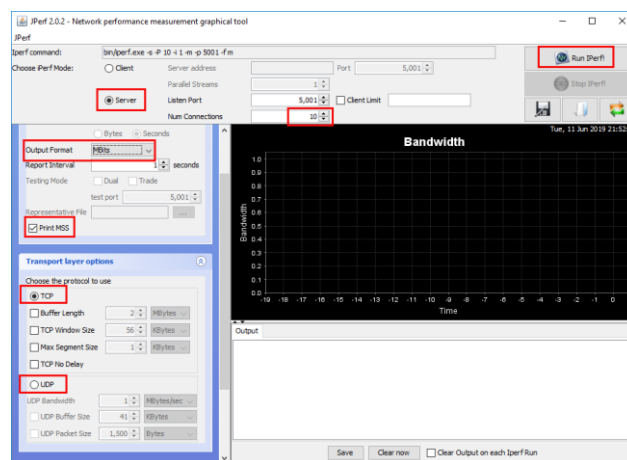 JPerf 2.0.2 - Network performance measurement graphical tool
JPerf
Iperf command: bin/iperf.exe -s -P 10 -i 1 -m -p 5001 -f m
Choose iPerf Mode: Client Server address Port 5,001
Parallel Streams 1
Server Listen Port 5,001 Client Limit
Num Connections 10
Run IPerf!
Stop IPerf!
Tue, 11 Jun 2019 21:52:
Bytes Seconds
Output Format MBits
Report Interval 1 seconds
Testing Mode Dual Trade
test port 5,001
Representative File ...
Print MSS
Transport layer options
Choose the protocol to use
TCP
Buffer Length 2 MBytes
TCP Window Size 56 KBytes
Max Segment Size 1 KBytes
TCP No Delay
UDP
UDP Bandwidth 1 MBytes/sec
UDP Buffer Size 41 KBytes
UDP Packet Size 1,500 Bytes
Bandwidth
1.0
0.9
0.8
0.7
0.6
0.5
0.4
0.3
0.2
0.1
0.0
Bandwidth
-19 -18 -17 -16 -15 -14 -13 -12 -11 -10 -9 -8 -7 -6 -5 -4 -3 -2 -1 0
Time
Output
Save Clear now Clear Output on each Iperf Run